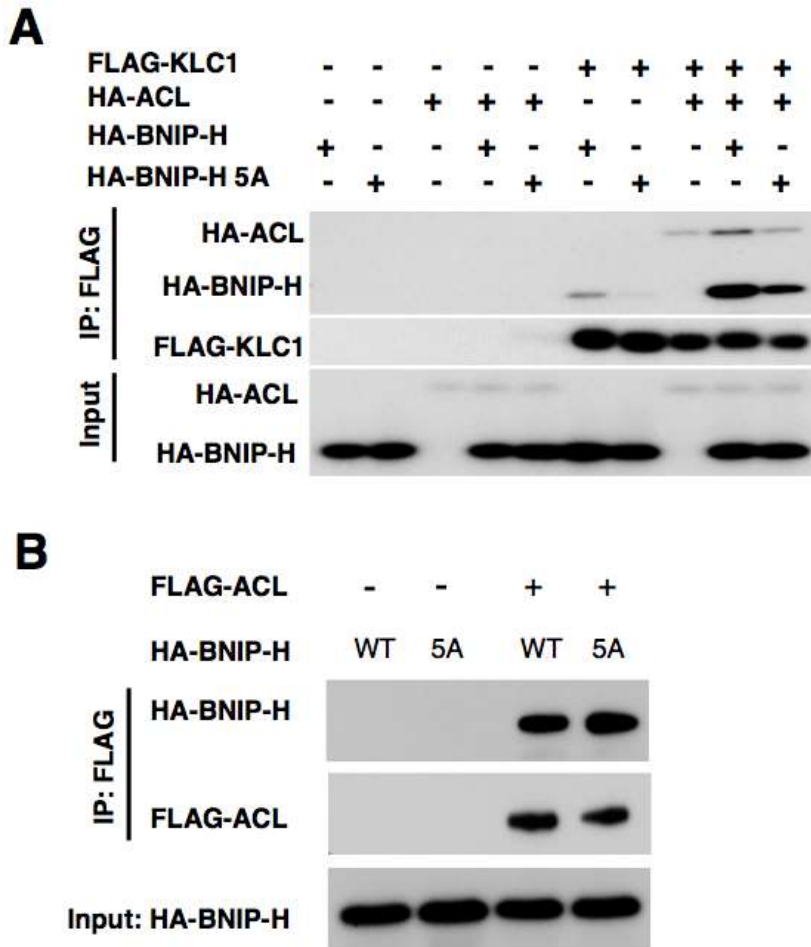 A
FLAG-KLC1 - - - - - + + + + +
HA-ACL - - + + + - - + + +
HA-BNIP-H + - - + - + - - + -
HA-BNIP-H 5A - + - - + - + - - +
IP: FLAG
HA-ACL
HA-BNIP-H
FLAG-KLC1
Input
HA-ACL
HA-BNIP-H
B
FLAG-ACL - - + +
HA-BNIP-H WT 5A WT 5A
IP: FLAG
HA-BNIP-H
FLAG-ACL
Input: HA-BNIP-H